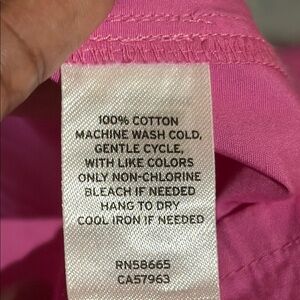 100% COTTON
MACHINE WASH COLD,
GENTLE CYCLE,
WITH LIKE COLORS
ONLY NON-CHLORINE
BLEACH IF NEEDED
HANG TO DRY
COOL IRON IF NEEDED
RN58665
CA57963